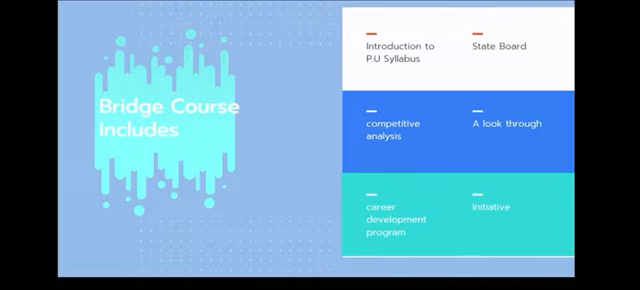 Bridge Course
Includes
Introduction to
P.U Syllabus
State Board
competitive
analysis
A look through
career
development
program
Initiative